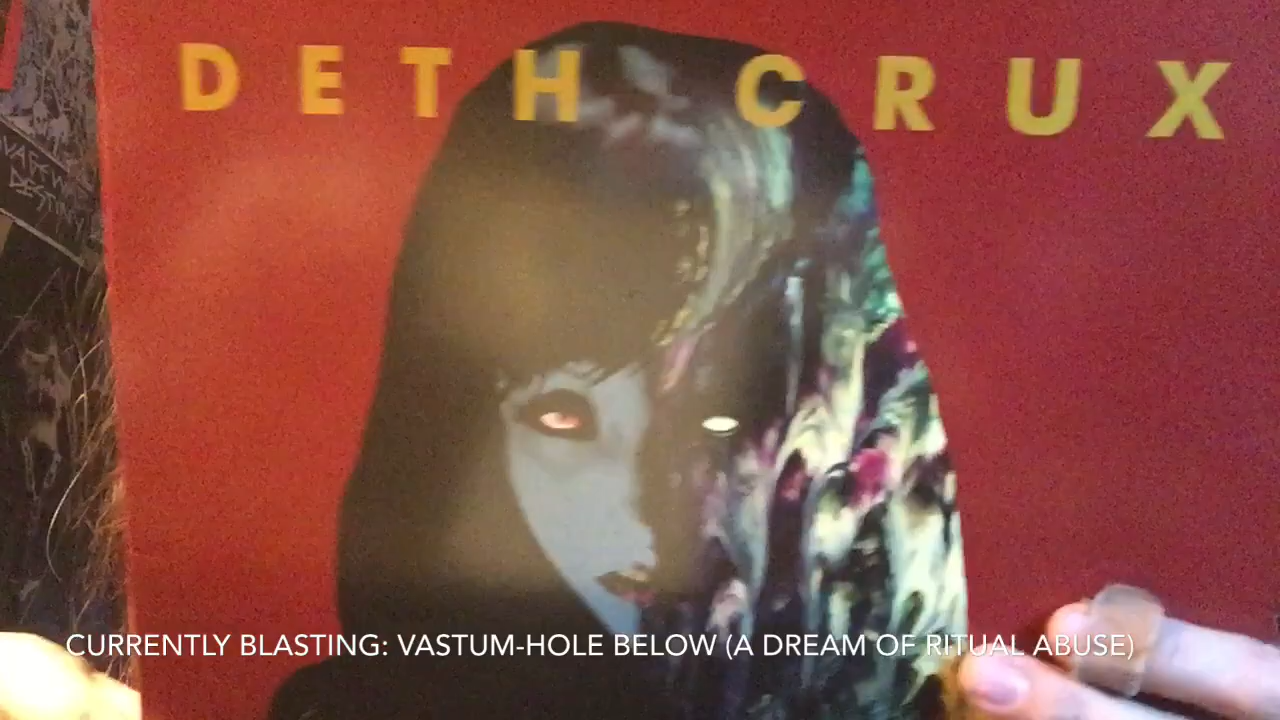 DETH CRUX
CURRENTLY BLASTING: VASTUM-HOLE BELOW (A DREAM OF RITUAL ABUSE)